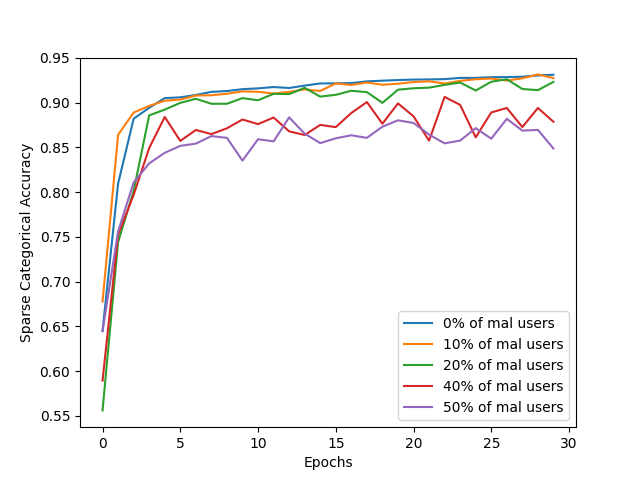 Sparse Categorical Accuracy
0.95
0.90
0.85
0.80
0.75
0.70
0.65
0.60
0.55
0% of mal users
10% of mal users
20% of mal users
40% of mal users
50% of mal users
0 5 10 15 20 25 30
Epochs